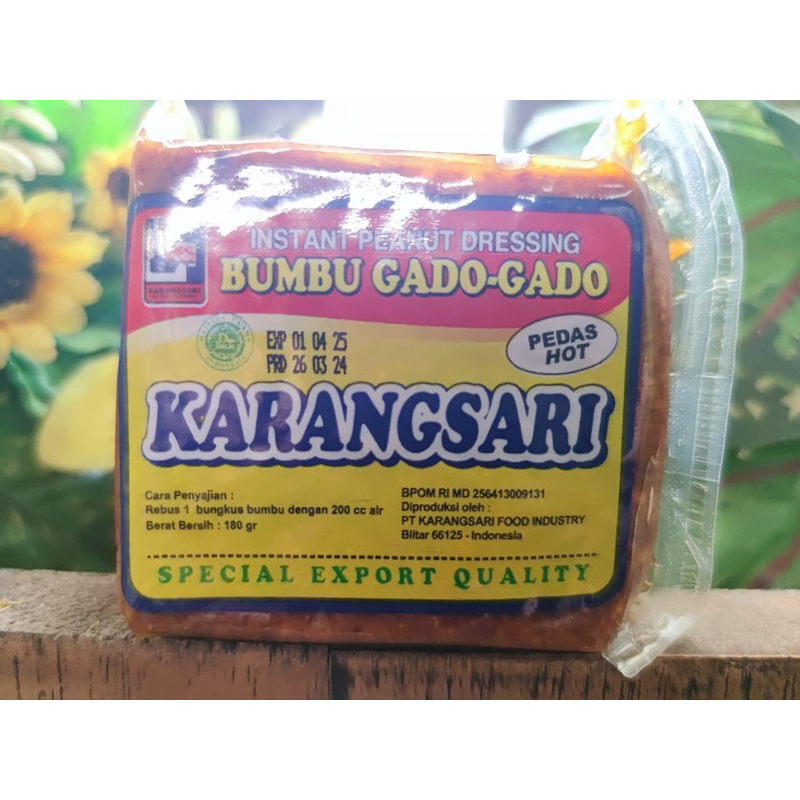 INSTANT PEANUT DRESSING
BUMBU GADO-GADO
KARANGSARI
EXP 01 04 25
PRD 26 03 24
PEDAS
HOT
KARANGSARI
Cara Penyajian :
Rebus 1 bungkus bumbu dengan 200 cc air
Berat Bersih : 180 gr
BPOM RI MD 256413009131
Diproduksi oleh :
PT KARANGSARI FOOD INDUSTRY
Blitar 66125 - Indonesia
SPECIAL EXPORT QUALITY